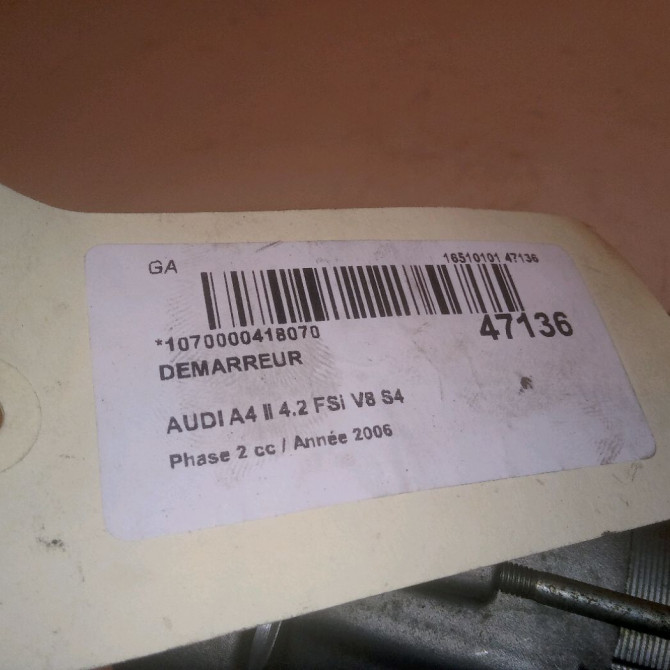 GA
16510101 47136
*1070000418070
47136
DEMARREUR
AUDI A4 II 4.2 FSi V8 S4
Phase 2 cc / Année 2006